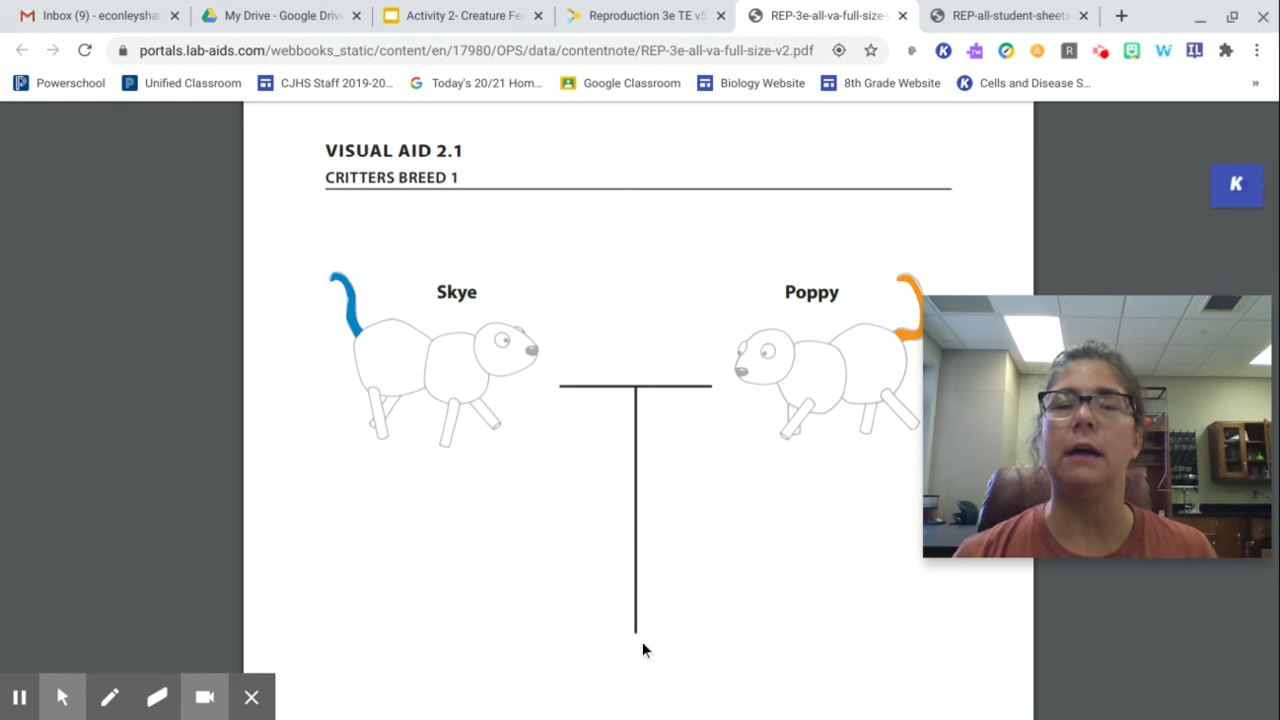 Inbox (9) - econleyshar
My Drive - Google Drive
Activity 2- Creature Fe
Reproduction 3e TE v5
REP-3e-all-va-full-size-
REP-all-student-sheets
portals.lab-aids.com/webbooks_static/content/en/17980/OPS/data/contentnote/REP-3e-all-va-full-size-v2.pdf
Powerschool
Unified Classroom
CJHS Staff 2019-20...
Today's 20/21 Hom...
Google Classroom
Biology Website
8th Grade Website
Cells and Disease S...
»
VISUAL AID 2.1
CRITTERS BREED 1
K
Skye
Poppy